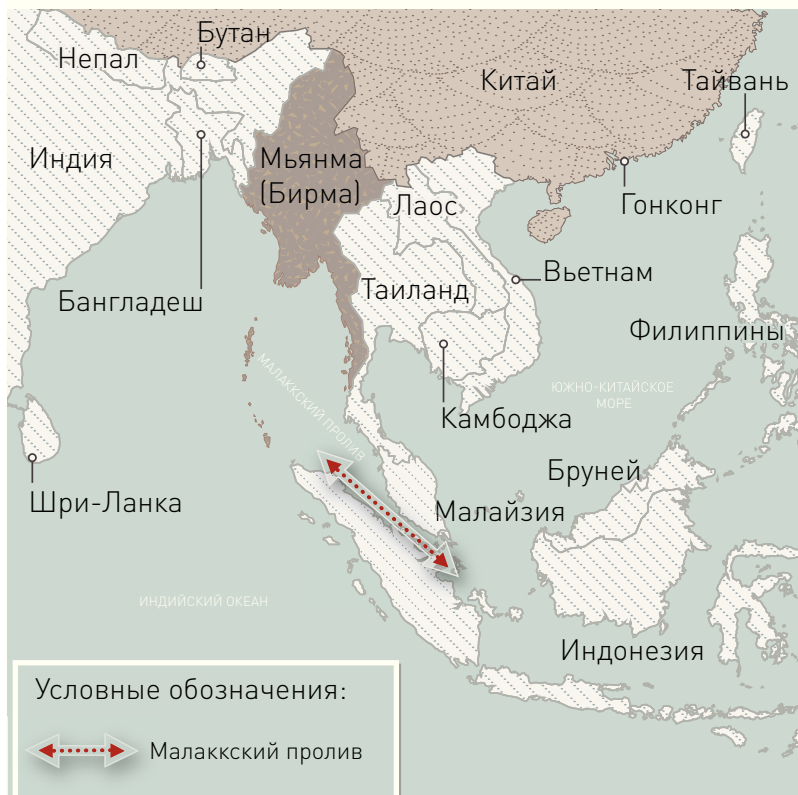 Бутан
Непал
Китай
Тайвань
Индия
Мьянма
(Бирма)
Лаос
Гонконг
Бангладеш
Таиланд
Вьетнам
Филиппины
МАЛАККСКИЙ ПРОЛИВ
ЮЖНО-КИТАЙСКОЕ
МОРЕ
Камбоджа
Бруней
Шри-Ланка
Малайзия
ИНДИЙСКИЙ ОКЕАН
Индонезия
Условные обозначения:
Малаккский пролив